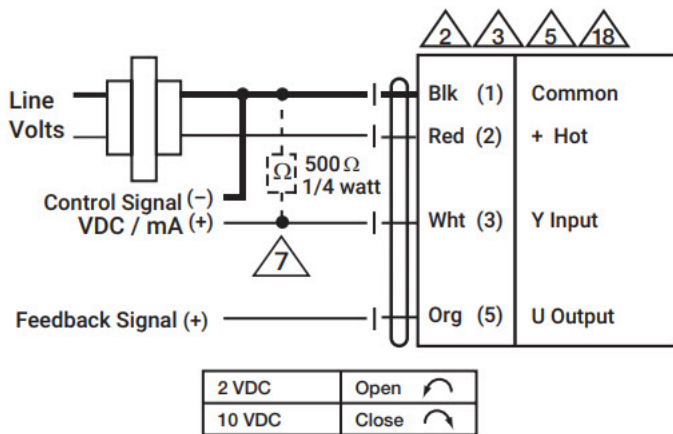 2 3 5 18
Line
Volts
Blk (1) Common
Red (2) + Hot
Ω 500 Ω
1/4 watt
Control Signal (–)
VDC / mA (+)
Wht (3) Y Input
7
Feedback Signal (+)
Org (5) U Output
2 VDC Open
10 VDC Close